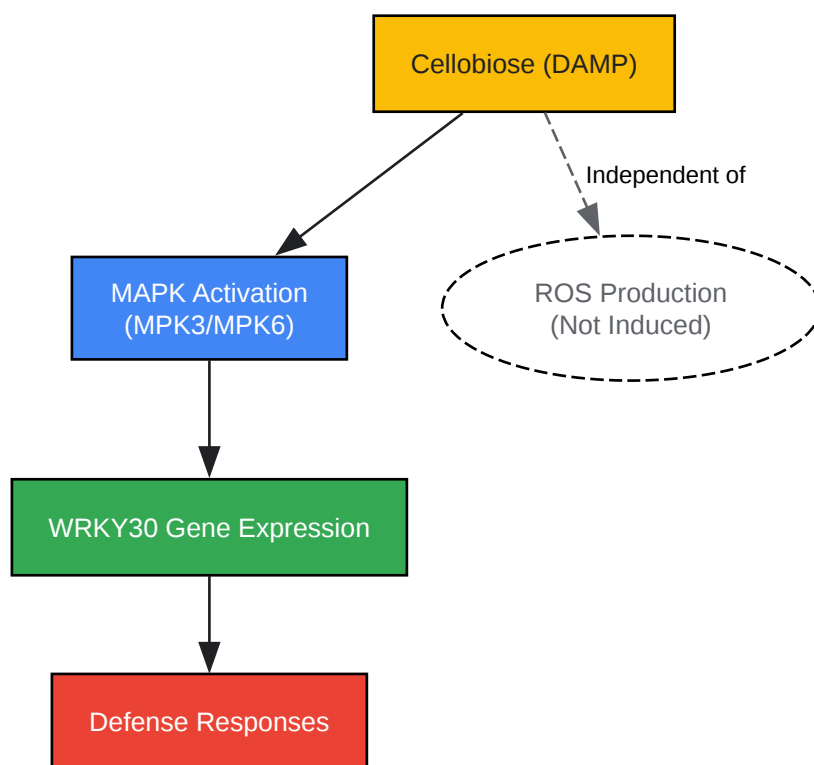 Cellobiose (DAMP)
Independent of
MAPK Activation
(MPK3/MPK6)
ROS Production
(Not Induced)
WRKY30 Gene Expression
Defense Responses